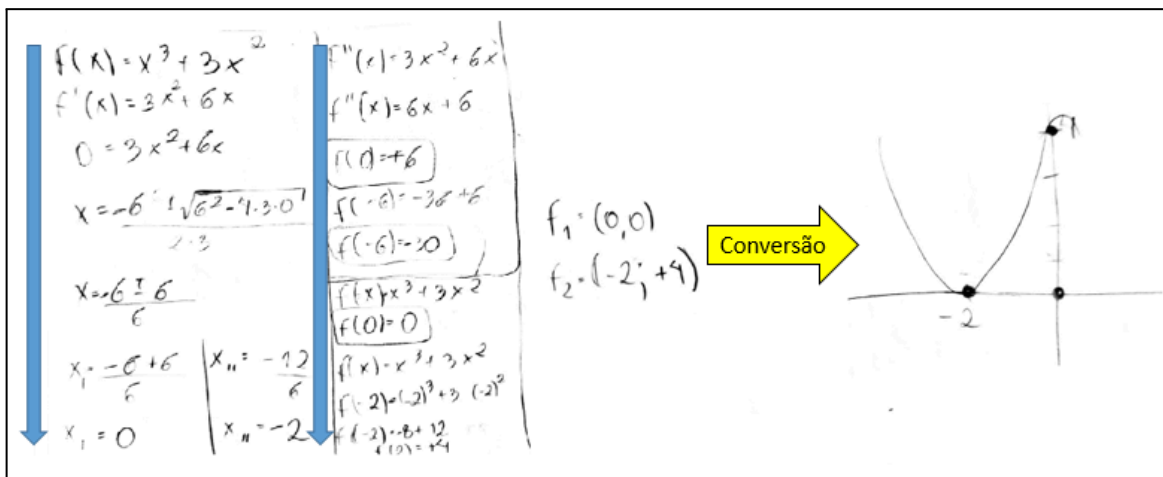 f(x) = x³ + 3x²
f'(x) = 3x² + 6x
0 = 3x² + 6x
x = -6 ± √6² - 4·3·0
2·3
x = -6 ± 6
6
x₁ = -6 + 6
6
x₁ = 0
x₁₁ = -12
6
x₁₁ = -2
f''(x) = 3x² + 6x
f''(x) = 6x + 6
f(0) = +6
f(-6) = -36 + 6
f(-6) = -30
f(x) = x³ + 3x²
f(0) = 0
f(x) = x³ + 3x²
f(-2) = (-2)³ + 3 (-2)²
f(-2) = -8 + 12
f(2) = +4
f₁ = (0,0)
f₂ = (-2; +4)
Conversão
-2